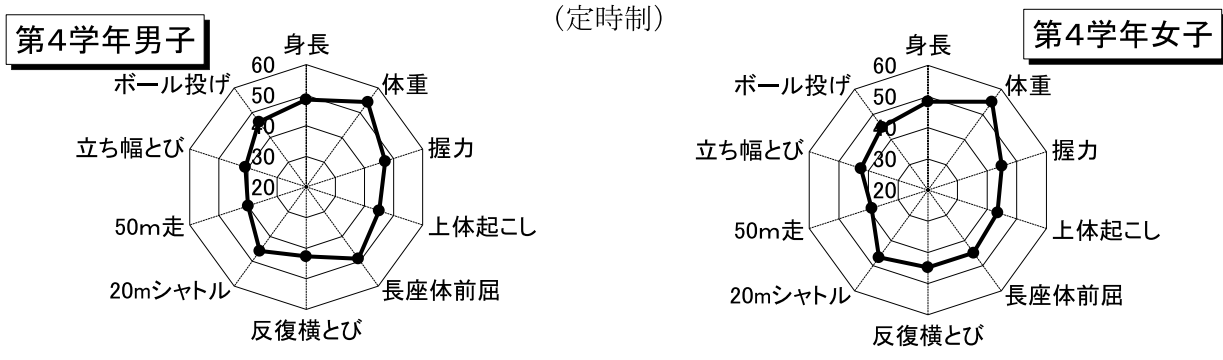 (定時制)
第4学年男子
身長
体重
握力
上体起こし
長座体前屈
反復横とび
20mシャトル
50m走
立ち幅とび
ボール投げ
60
50
40
30
20
第4学年女子
身長
体重
握力
上体起こし
長座体前屈
反復横とび
20mシャトル
50m走
立ち幅とび
ボール投げ
60
50
40
30
20